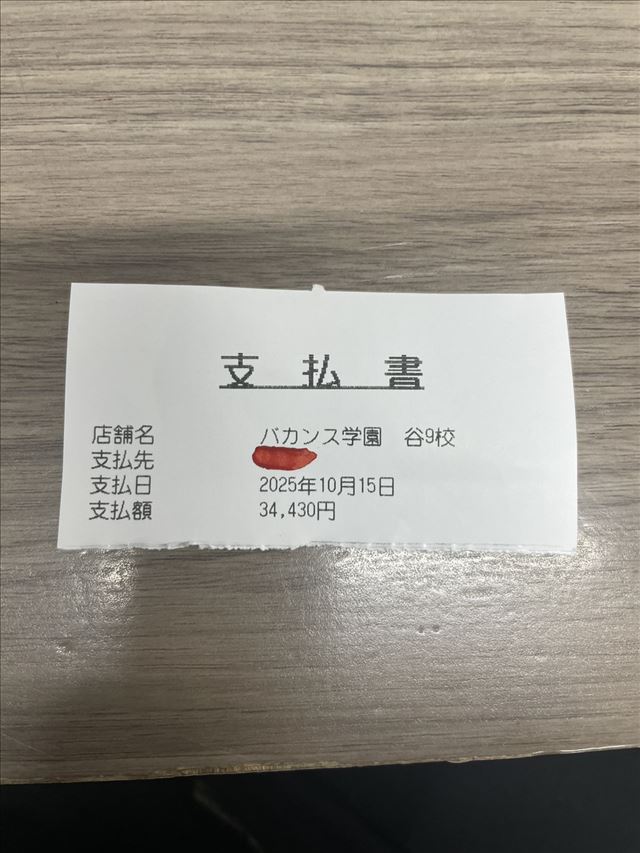 支払書
店舗名 バカンス学園 谷9校
支払先
支払日 2025年10月15日
支払額 34,430円